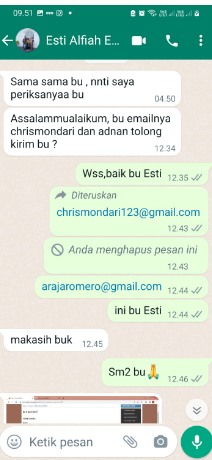 09.51
Esti Alfiah E...
Sama sama bu , nnti saya
periksanyaa bu
04.50
Assalammualaikum, bu emailnya
chrismondari dan adnan tolong
kirim bu ?
12.34
Wss,baik bu Esti 12.35
Diteruskan
chrismondari123@gmail.com
12.43
Anda menghapus pesan ini
12.43
arajaromero@gmail.com 12.44
ini bu Esti 12.44
makasih buk 12.45
Sm2 bu🙏 12.46
Ketik pesan